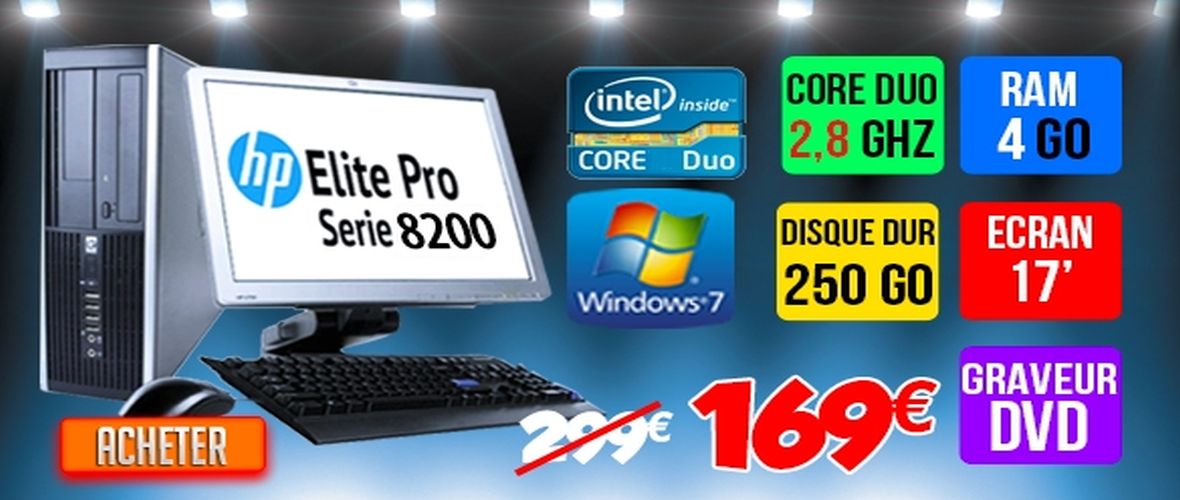 hp Elite Pro
Serie 8200
intel inside™
CORE Duo
Windows 7
CORE DUO
2,8 GHZ
RAM
4 GO
DISQUE DUR
250 GO
ECRAN
17'
GRAVEUR
DVD
299€
169€
ACHETER